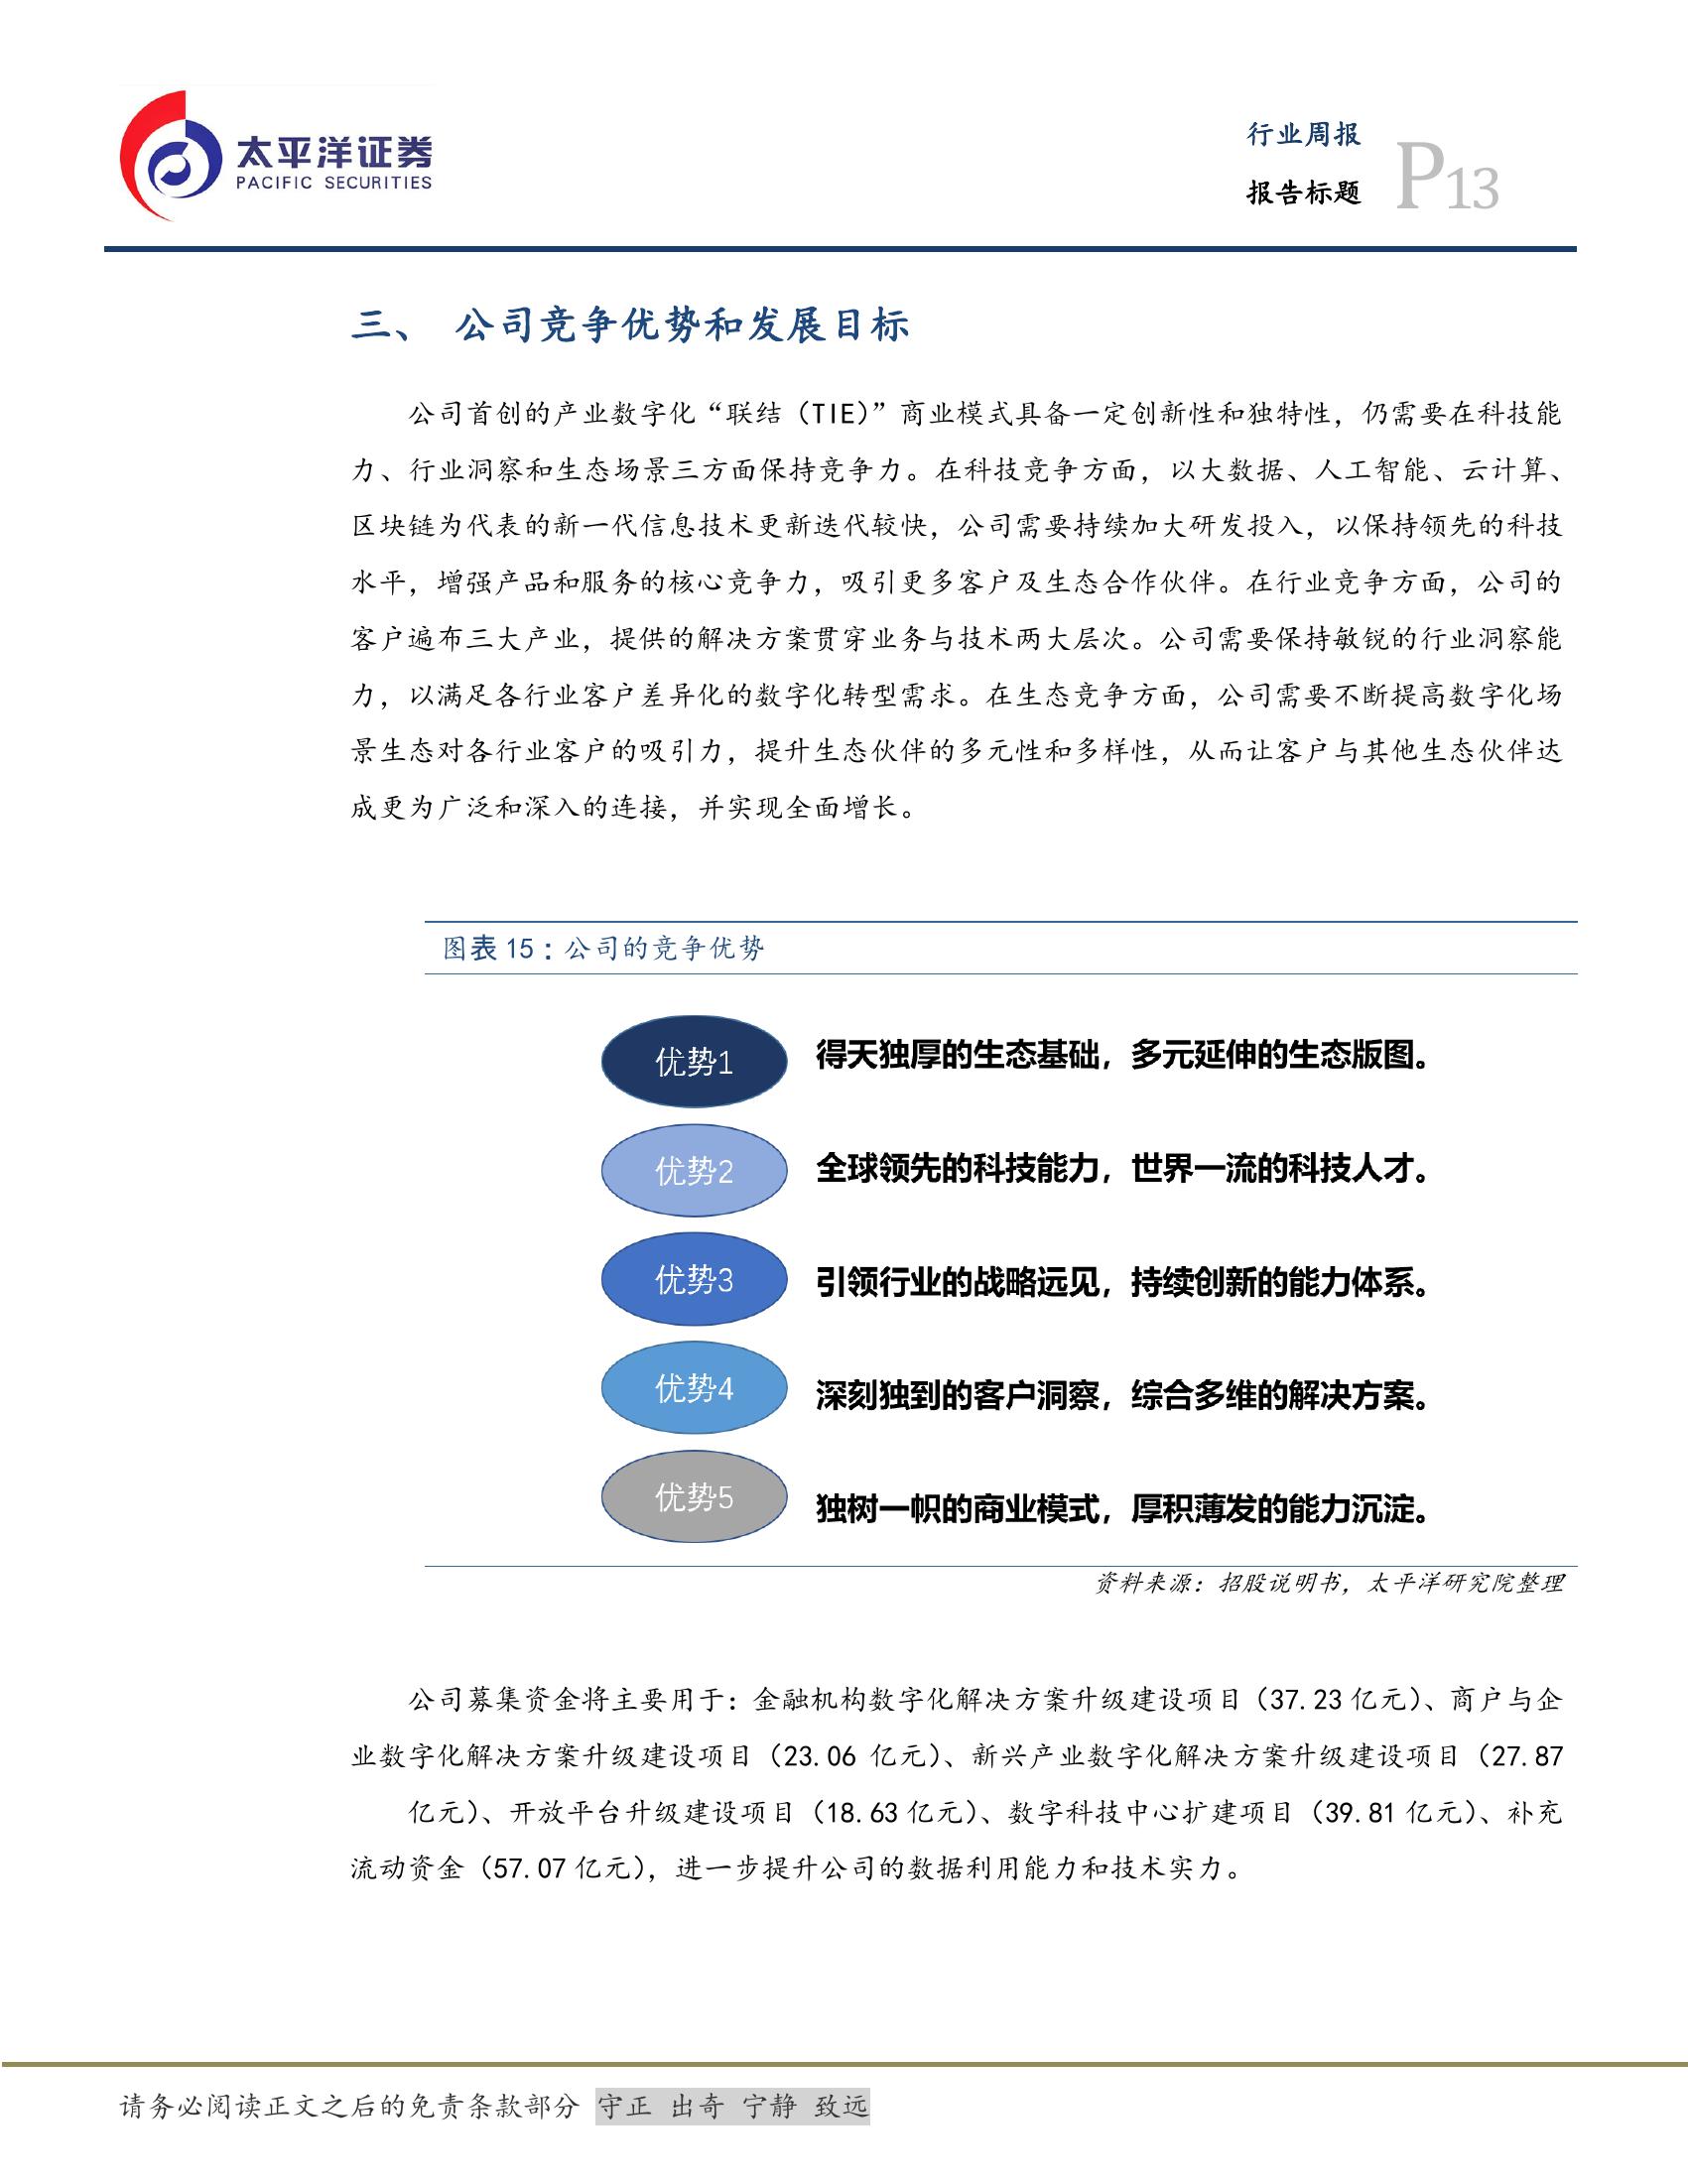 太平洋证券
PACIFIC SECURITIES
行业周报
报告标题
P13
三、 公司竞争优势和发展目标
公司首创的产业数字化“联结（TIE）”商业模式具备一定创新性和独特性，仍需要在科技能
力、行业洞察和生态场景三方面保持竞争力。在科技竞争方面，以大数据、人工智能、云计算、
区块链为代表的新一代信息技术更新迭代较快，公司需要持续加大研发投入，以保持领先的科技
水平，增强产品和服务的核心竞争力，吸引更多客户及生态合作伙伴。在行业竞争方面，公司的
客户遍布三大产业，提供的解决方案贯穿业务与技术两大层次。公司需要保持敏锐的行业洞察能
力，以满足各行业客户差异化的数字化转型需求。在生态竞争方面，公司需要不断提高数字化场
景生态对各行业客户的吸引力，提升生态伙伴的多元性和多样性，从而让客户与其他生态伙伴达
成更为广泛和深入的连接，并实现全面增长。
图表 15：公司的竞争优势
优势1 得天独厚的生态基础，多元延伸的生态版图。
优势2 全球领先的科技能力，世界一流的科技人才。
优势3 引领行业的战略远见，持续创新的能力体系。
优势4 深刻独到的客户洞察，综合多维的解决方案。
优势5 独树一帜的商业模式，厚积薄发的能力沉淀。
资料来源：招股说明书，太平洋研究院整理
公司募集资金将主要用于：金融机构数字化解决方案升级建设项目（37.23 亿元）、商户与企
业数字化解决方案升级建设项目（23.06 亿元）、新兴产业数字化解决方案升级建设项目（27.87
亿元）、开放平台升级建设项目（18.63 亿元）、数字科技中心扩建项目（39.81 亿元）、补充
流动资金（57.07 亿元），进一步提升公司的数据利用能力和技术实力。
请务必阅读正文之后的免责条款部分 守正 出奇 宁静 致远